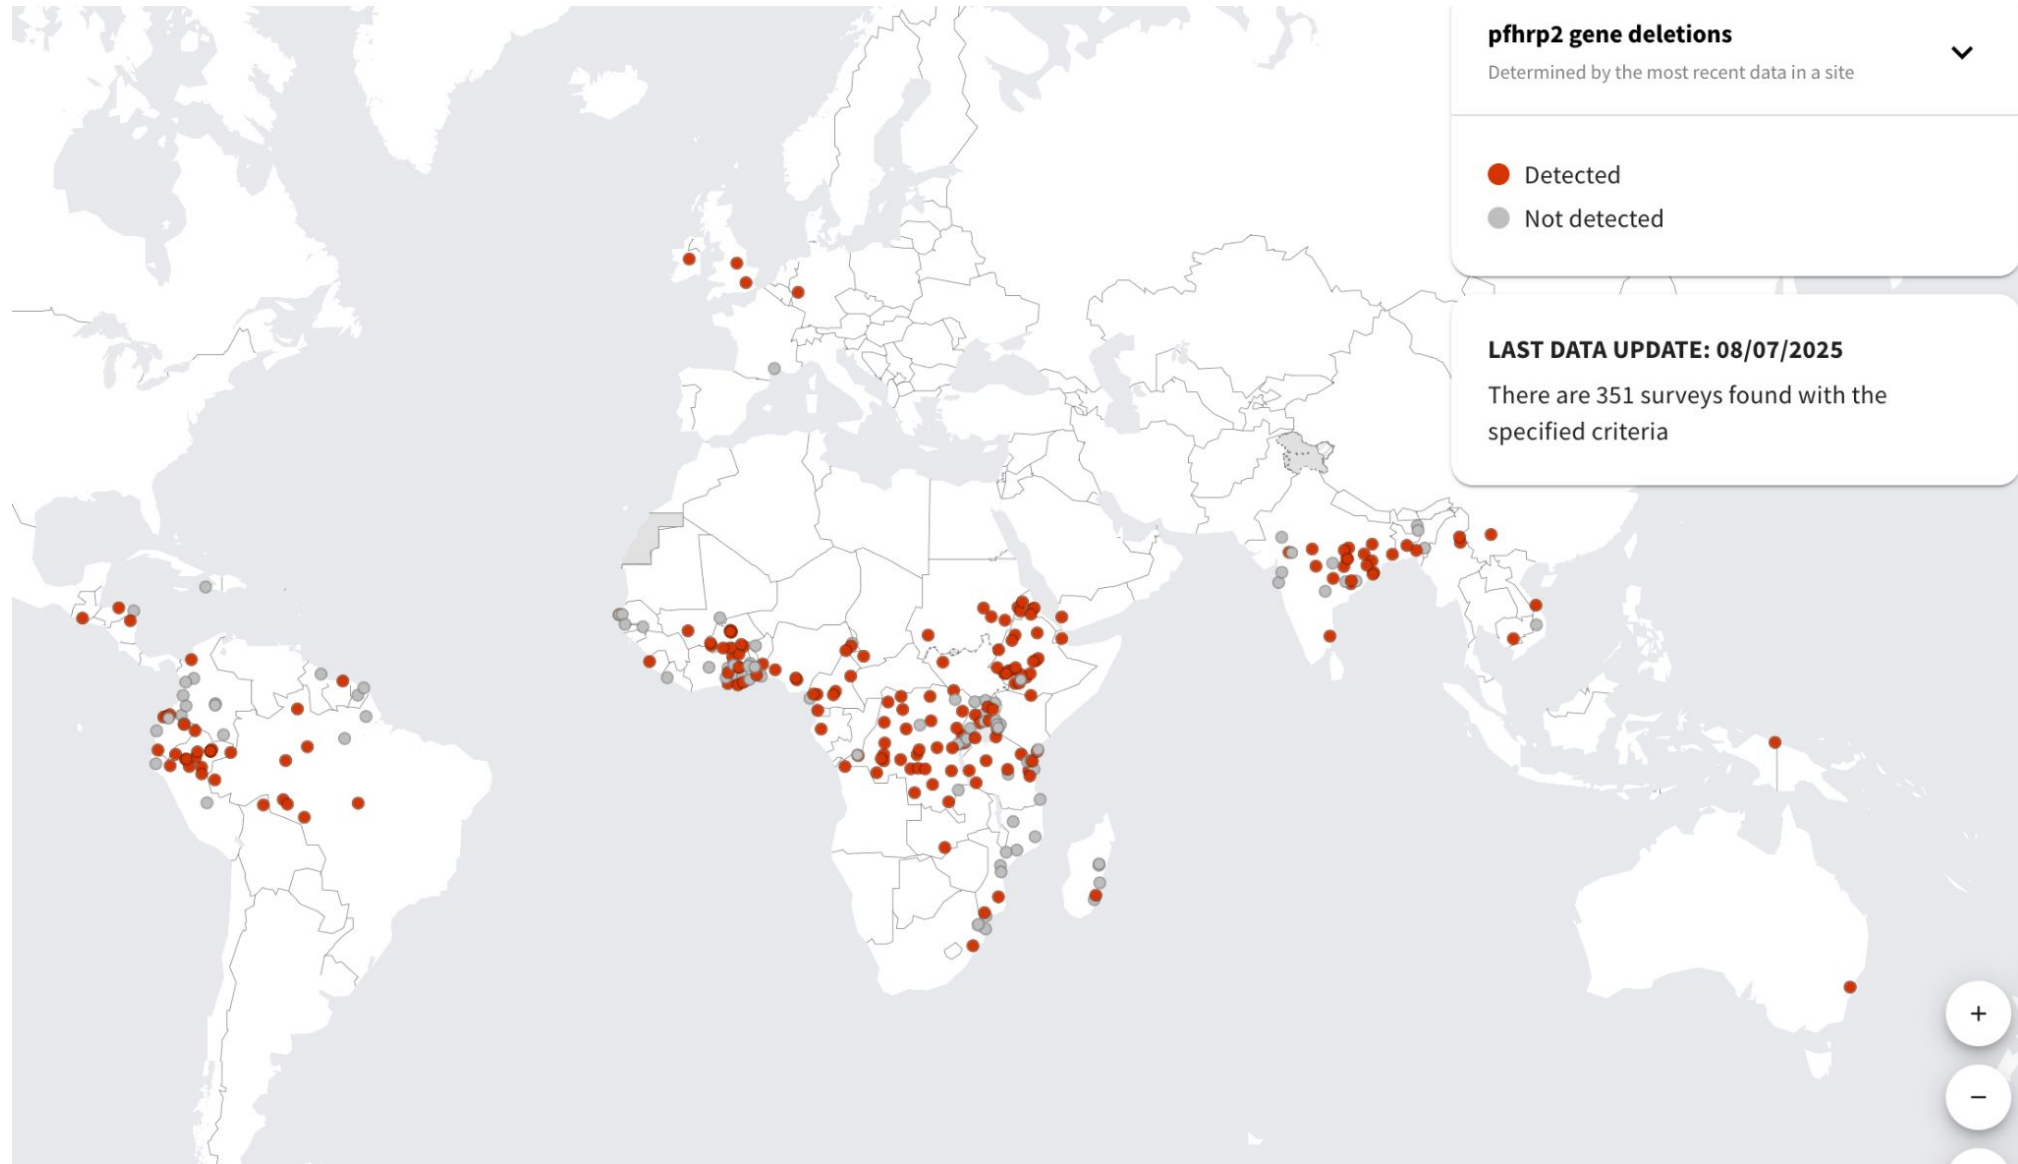 pfhrp2 gene deletions
Determined by the most recent data in a site
Detected
Not detected
LAST DATA UPDATE: 08/07/2025
There are 351 surveys found with the
specified criteria
+
−